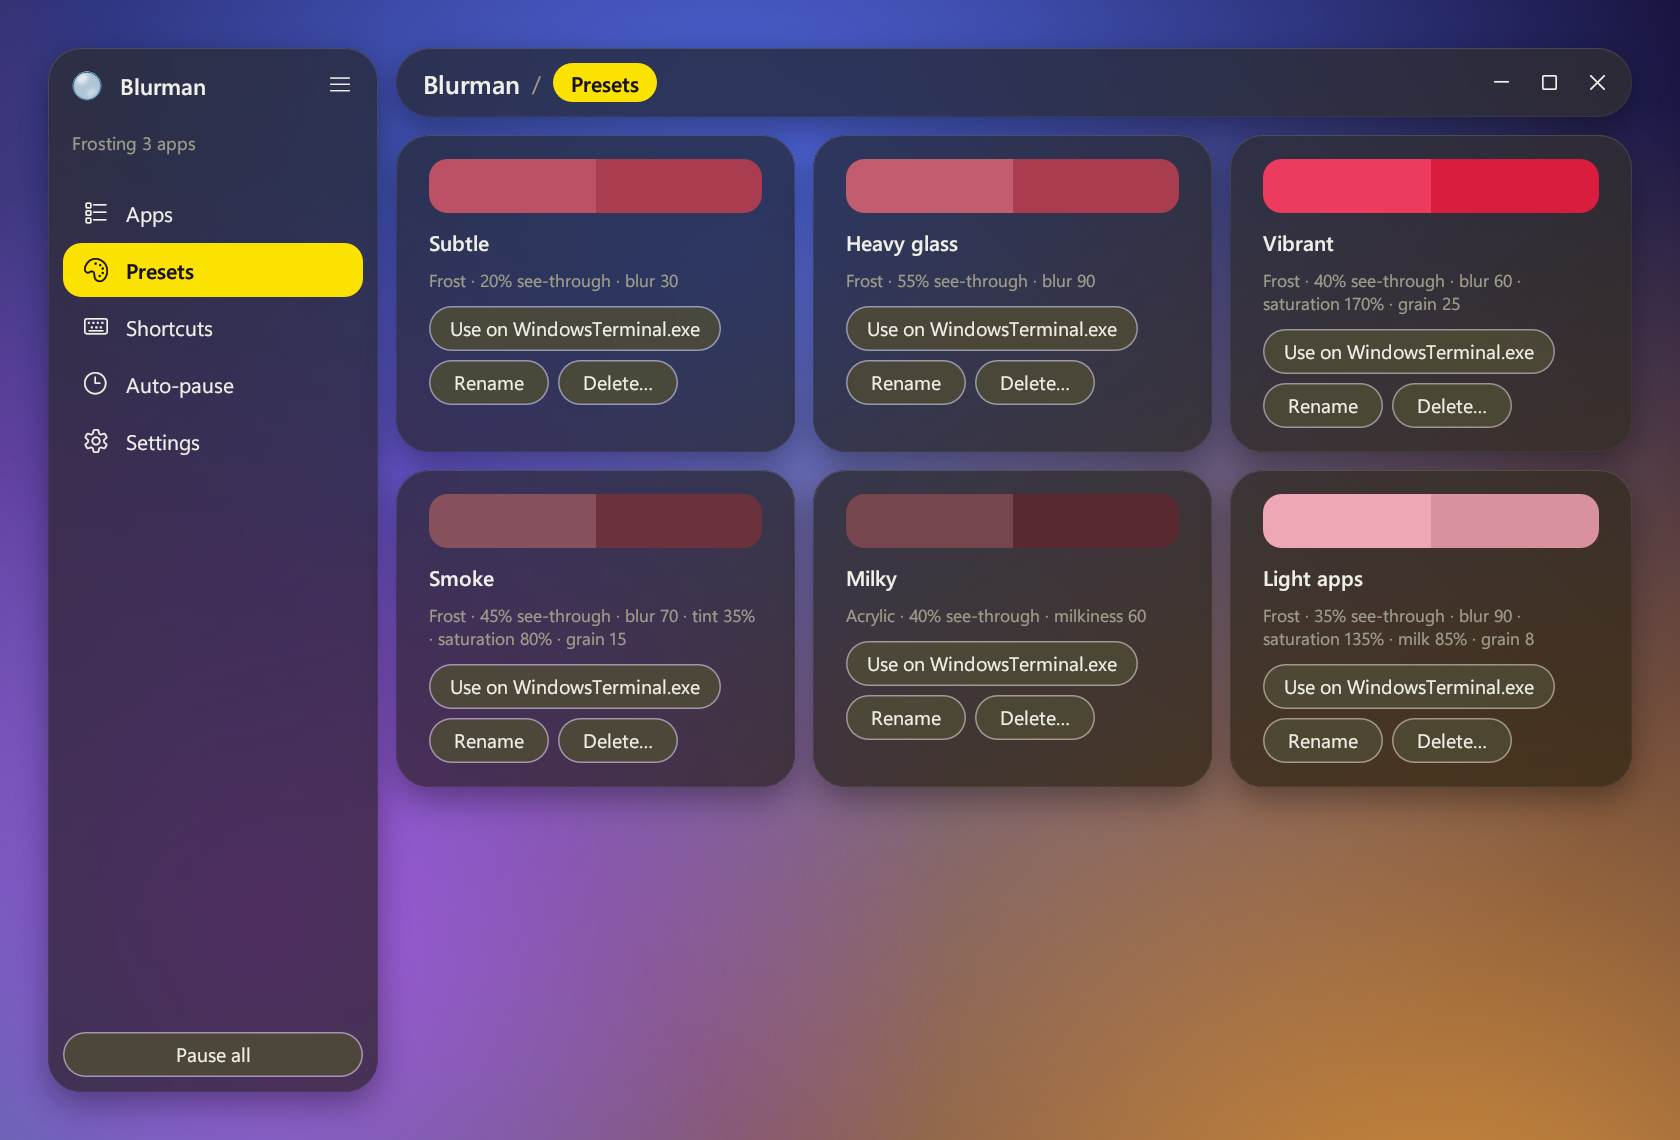 Blurman
Frosting 3 apps
Apps
Presets
Shortcuts
Auto-pause
Settings
Pause all
Blurman / Presets
Subtle
Frost · 20% see-through · blur 30
Use on WindowsTerminal.exe
Rename
Delete...
Heavy glass
Frost · 55% see-through · blur 90
Use on WindowsTerminal.exe
Rename
Delete...
Vibrant
Frost · 40% see-through · blur 60 ·
saturation 170% · grain 25
Use on WindowsTerminal.exe
Rename
Delete...
Smoke
Frost · 45% see-through · blur 70 · tint 35%
· saturation 80% · grain 15
Use on WindowsTerminal.exe
Rename
Delete...
Milky
Acrylic · 40% see-through · milkiness 60
Use on WindowsTerminal.exe
Rename
Delete...
Light apps
Frost · 35% see-through · blur 90 ·
saturation 135% · milk 85% · grain 8
Use on WindowsTerminal.exe
Rename
Delete...